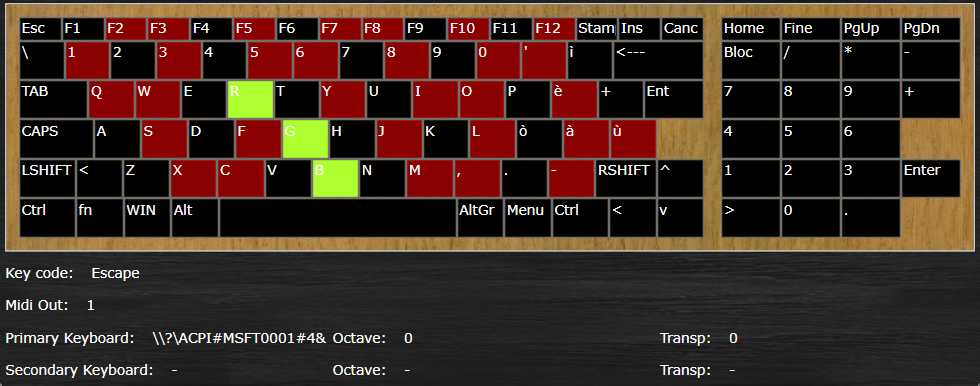 Esc F1 F2 F3 F4 F5 F6 F7 F8 F9 F10 F11 F12 Stam Ins Canc Home Fine PgUp PgDn
\ 1 2 3 4 5 6 7 8 9 0 ' ì <--- Bloc / * -
TAB Q W E R T Y U I O P è + Ent 7 8 9 +
CAPS A S D F G H J K L ò à ù 4 5 6
LSHIFT < Z X C V B N M , . - RSHIFT ^ 1 2 3 Enter
Ctrl fn WIN Alt AltGr Menu Ctrl < v > 0 .
Key code: Escape
Midi Out: 1
Primary Keyboard: \\?\ACPI#MSFT0001#4& Octave: 0 Transp: 0
Secondary Keyboard: - Octave: - Transp: -